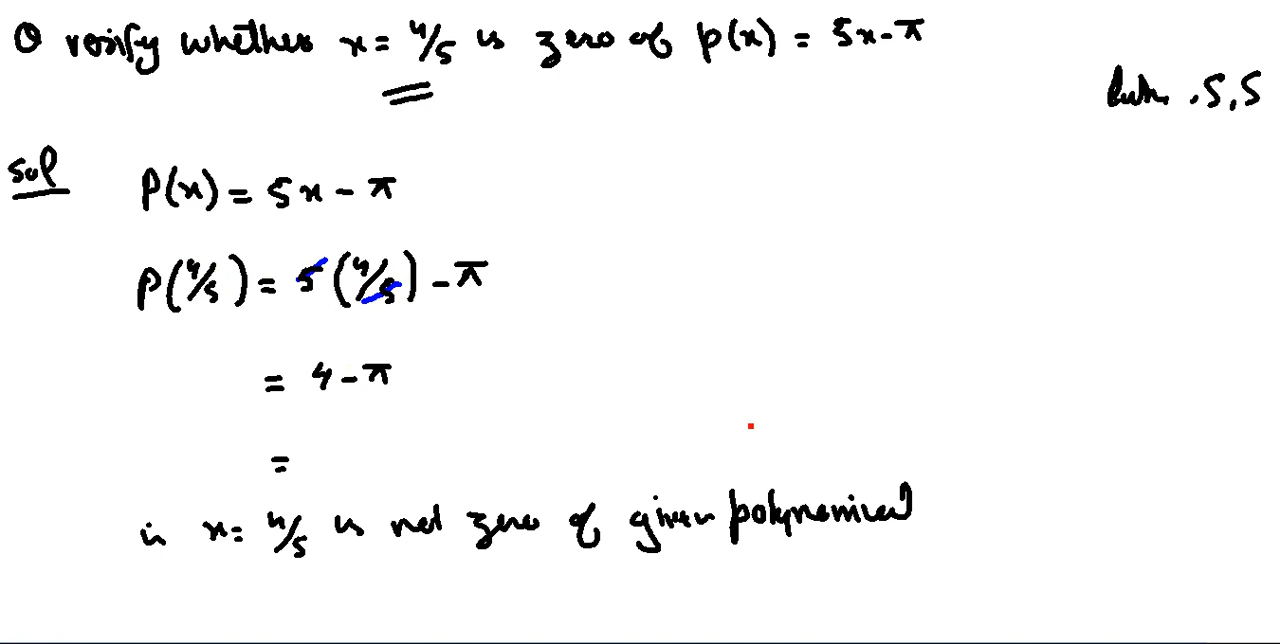 Q verify whether x = 4/5 is zero of p(x) = 5x - π
. S, S
Sol
P(x) = 5x - π
P(4/5) = 5(4/5) - π
= 4 - π
=
is x = 4/5 is not zero of given polynomial